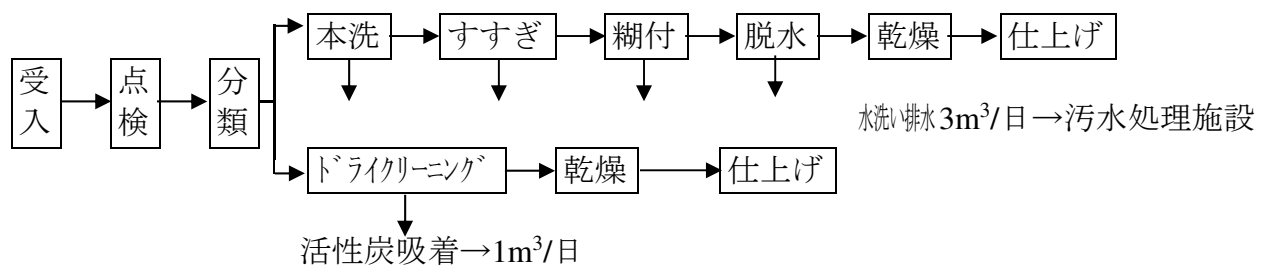 受入
点検
分類
本洗
すすぎ
糊付
脱水
乾燥
仕上げ
水洗い排水3m³/日→汚水処理施設
ドライクリーニング
乾燥
仕上げ
活性炭吸着→1m³/日